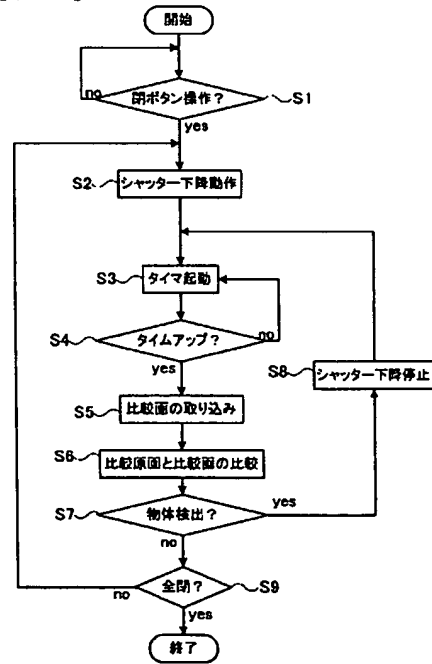 開始
閉ボタン操作?
no
S1
yes
S2
シャッター下降動作
S3
タイマ起動
S4
タイムアップ?
no
yes
S8
シャッター下降停止
S5
比較画の取り込み
S6
比較原画と比較画の比較
S7
物体検出?
yes
no
全閉?
S9
no
yes
終了